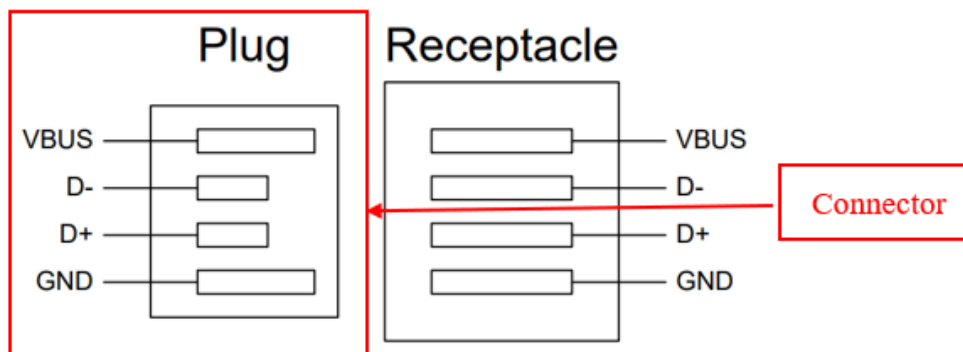 Plug
Receptacle
VBUS
D-
D+
GND
VBUS
D-
D+
GND
Connector